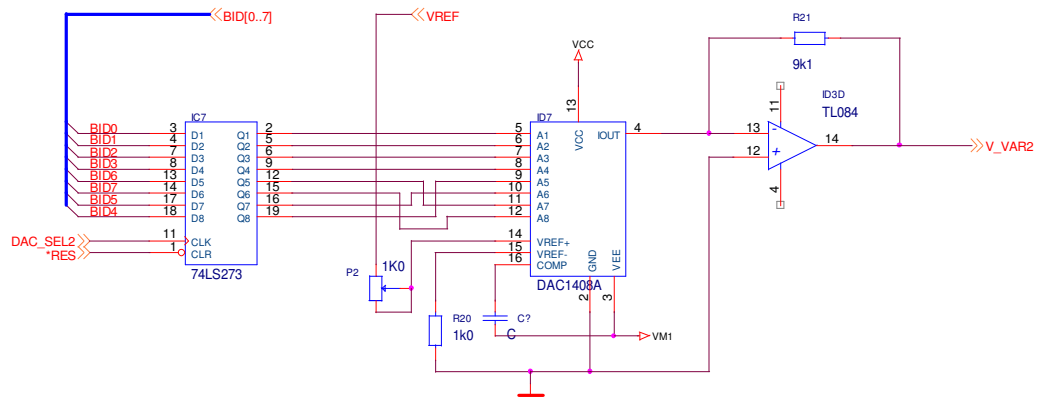 BID[0..7]
VREF
R21
9k1
VCC
13
11
ID3D
TL084
IC7
ID7
BID0 3 D1 Q1 2 5 A1 VCC IOUT 4 13 -
BID1 4 D2 Q2 5 6 A2
BID2 7 D3 Q3 6 7 A3 14 V_VAR2
BID3 8 D4 Q4 9 8 A4 12 +
BID6 13 D5 Q5 12 9 A5
BID7 14 D6 Q6 15 10 A6
BID5 17 D7 Q7 16 11 A7
BID4 18 D8 Q8 19 12 A8
4
DAC_SEL2 11 CLK 14 VREF+
*RES 1 CLR 15 VREF-
16 COMP GND VEE
74LS273
P2 1K0
DAC1408A
2 3
R20
1k0
C?
C
VM1